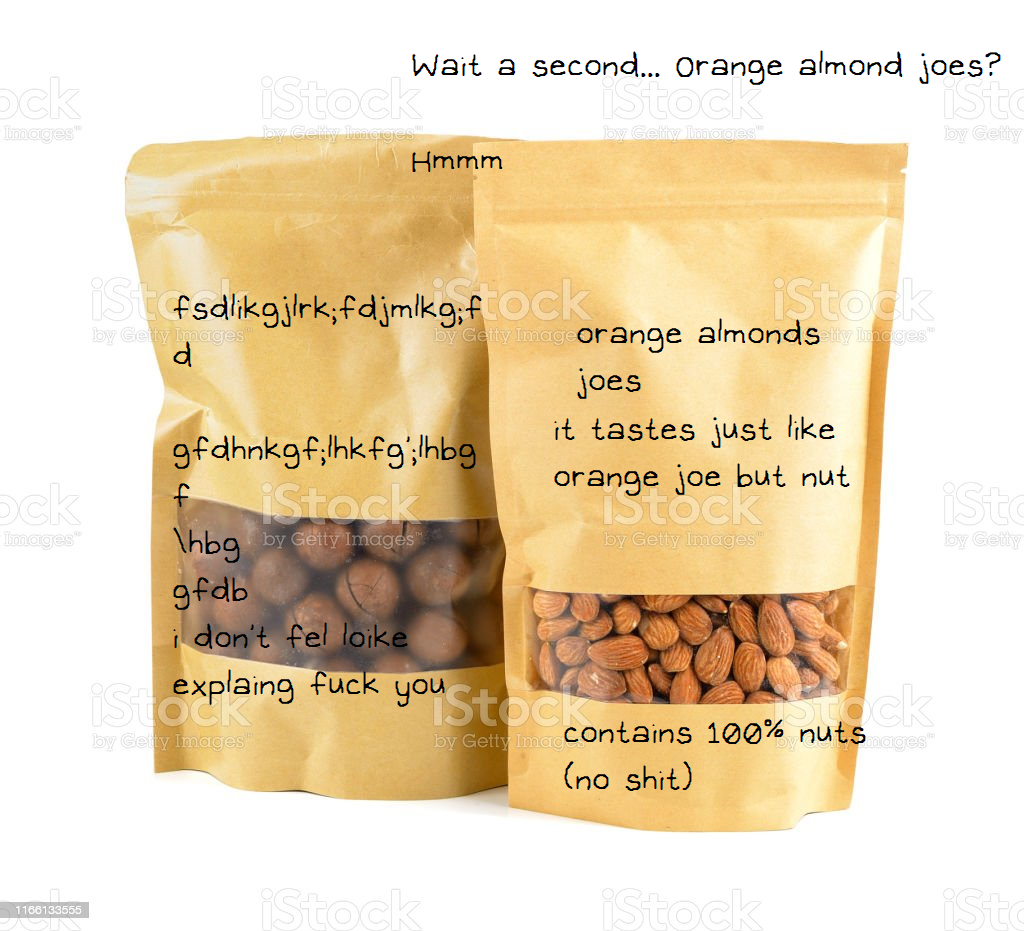 Wait a second... Orange almond joes?
Hmmm
fsdlikgjlrk;fdjmlkg;f
d
gfdhnkgf;lhkfg';lhbg
f
\hbg
gfdb
i don't fel loike
explaing fuck you
orange almonds
joes
it tastes just like
orange joe but nut
contains 100% nuts
(no shit)
iStock
by Getty Images™
1166133555